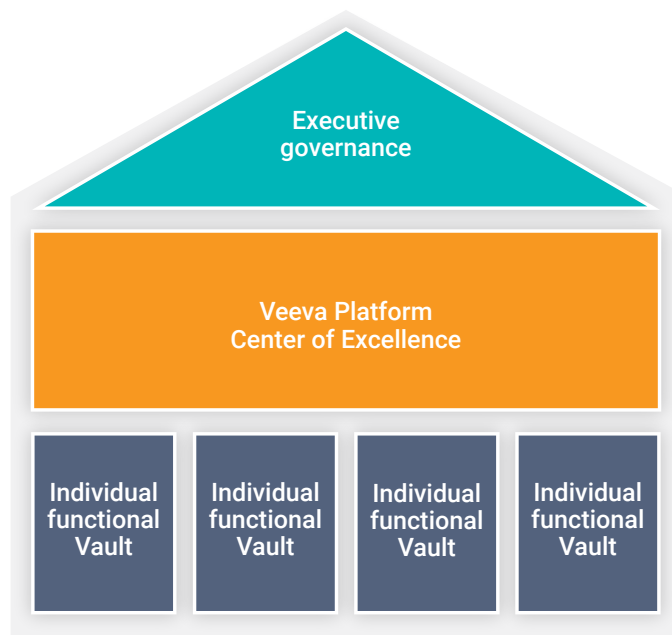 Executive
governance
Veeva Platform
Center of Excellence
Individual
functional
Vault
Individual
functional
Vault
Individual
functional
Vault
Individual
functional
Vault